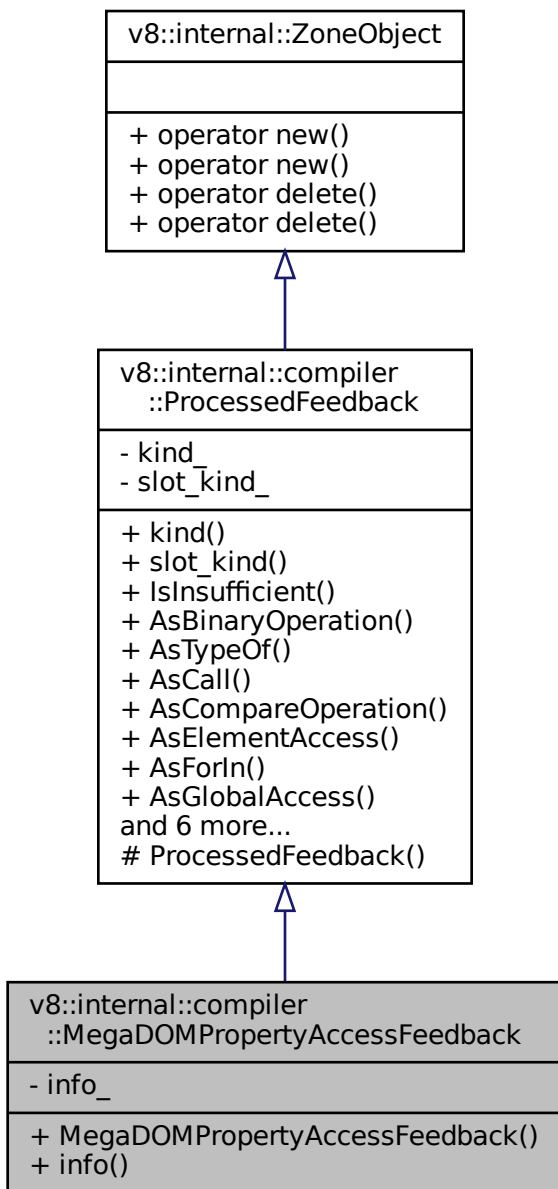 v8::internal::ZoneObject
+ operator new()
+ operator new()
+ operator delete()
+ operator delete()
v8::internal::compiler
::ProcessedFeedback
- kind_
- slot_kind_
+ kind()
+ slot_kind()
+ IsInsufficient()
+ AsBinaryOperation()
+ AsTypeOf()
+ AsCall()
+ AsCompareOperation()
+ AsElementAccess()
+ AsForIn()
+ AsGlobalAccess()
and 6 more...
# ProcessedFeedback()
v8::internal::compiler
::MegaDOMPropertyAccessFeedback
- info_
+ MegaDOMPropertyAccessFeedback()
+ info()